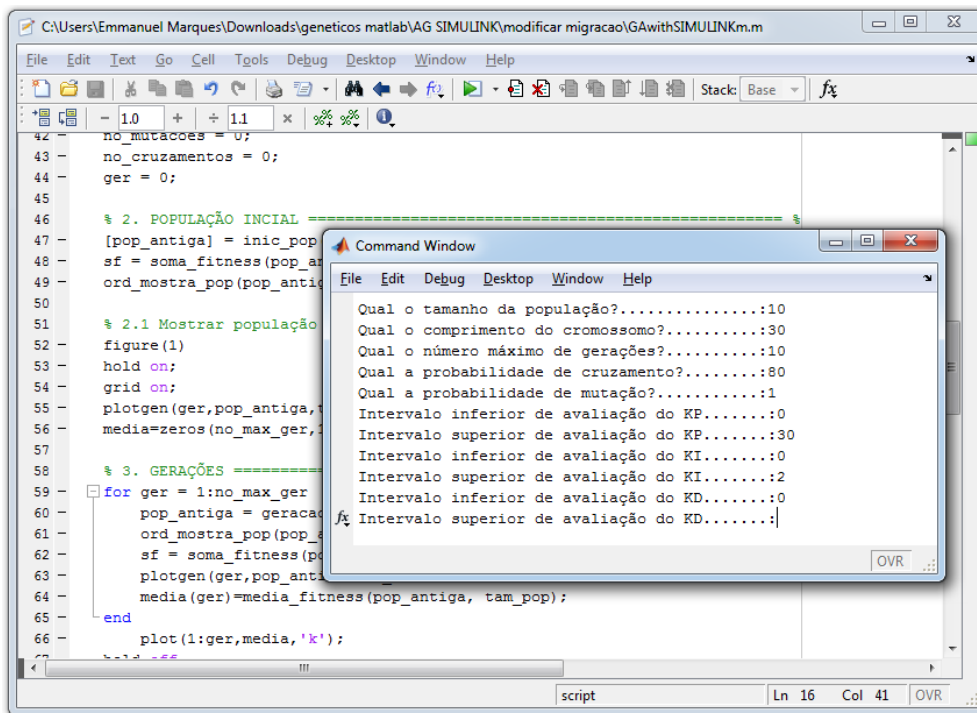 C:\Users\Emmanuel Marques\Downloads\geneticos matlab\AG SIMULINK\modificar migracao\GAwithSIMULINKm.m
File Edit Text Go Cell Tools Debug Desktop Window Help
Stack: Base fx
- 1.0 + ÷ 1.1 ×
42 - no_mutacoes = 0;
43 - no_cruzamentos = 0;
44 - ger = 0;
45
46 % 2. POPULAÇÃO INCIAL =================================================== %
47 - [pop_antiga] = inic_pop
48 - sf = soma_fitness(pop_an
49 - ord_mostra_pop(pop_antig
50
51 % 2.1 Mostrar população
52 - figure(1)
53 - hold on;
54 - grid on;
55 - plotgen(ger,pop_antiga,t
56 - media=zeros(no_max_ger,1
57
58 % 3. GERAÇÕES ==========
59 - for ger = 1:no_max_ger
60 - pop_antiga = geracao
61 - ord_mostra_pop(pop_a
62 - sf = soma_fitness(po
63 - plotgen(ger,pop_anti
64 - media(ger)=media_fitness(pop_antiga, tam_pop);
65 - end
66 - plot(1:ger,media,'k');
67 - hold off
script Ln 16 Col 41 OVR
Command Window
File Edit Debug Desktop Window Help
Qual o tamanho da população?...............:10
Qual o comprimento do cromossomo?..........:30
Qual o número máximo de gerações?..........:10
Qual a probabilidade de cruzamento?........:80
Qual a probabilidade de mutação?...........:1
Intervalo inferior de avaliação do KP......:0
Intervalo superior de avaliação do KP......:30
Intervalo inferior de avaliação do KI......:0
Intervalo superior de avaliação do KI......:2
Intervalo inferior de avaliação do KD......:0
fx Intervalo superior de avaliação do KD......:
OVR